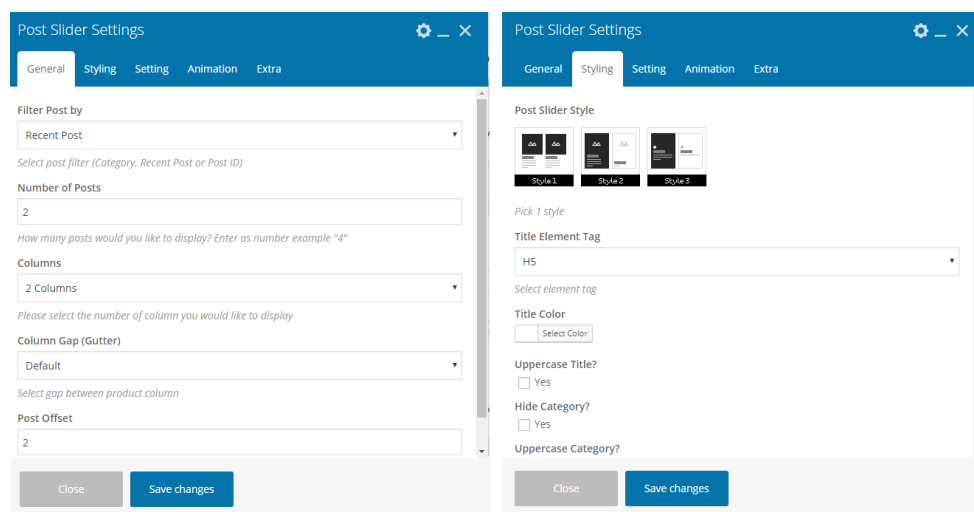 Post Slider Settings
General Styling Setting Animation Extra
Filter Post by
Recent Post
Select post filter (Category, Recent Post or Post ID)
Number of Posts
2
How many posts would you like to display? Enter as number example "4"
Columns
2 Columns
Please select the number of column you would like to display
Column Gap (Gutter)
Default
Select gap between product column
Post Offset
2
Close Save changes
Post Slider Settings
General Styling Setting Animation Extra
Post Slider Style
Style 1 Style 2 Style 3
Pick 1 style
Title Element Tag
H5
Select element tag
Title Color
Select Color
Uppercase Title?
Yes
Hide Category?
Yes
Uppercase Category?
Close Save changes